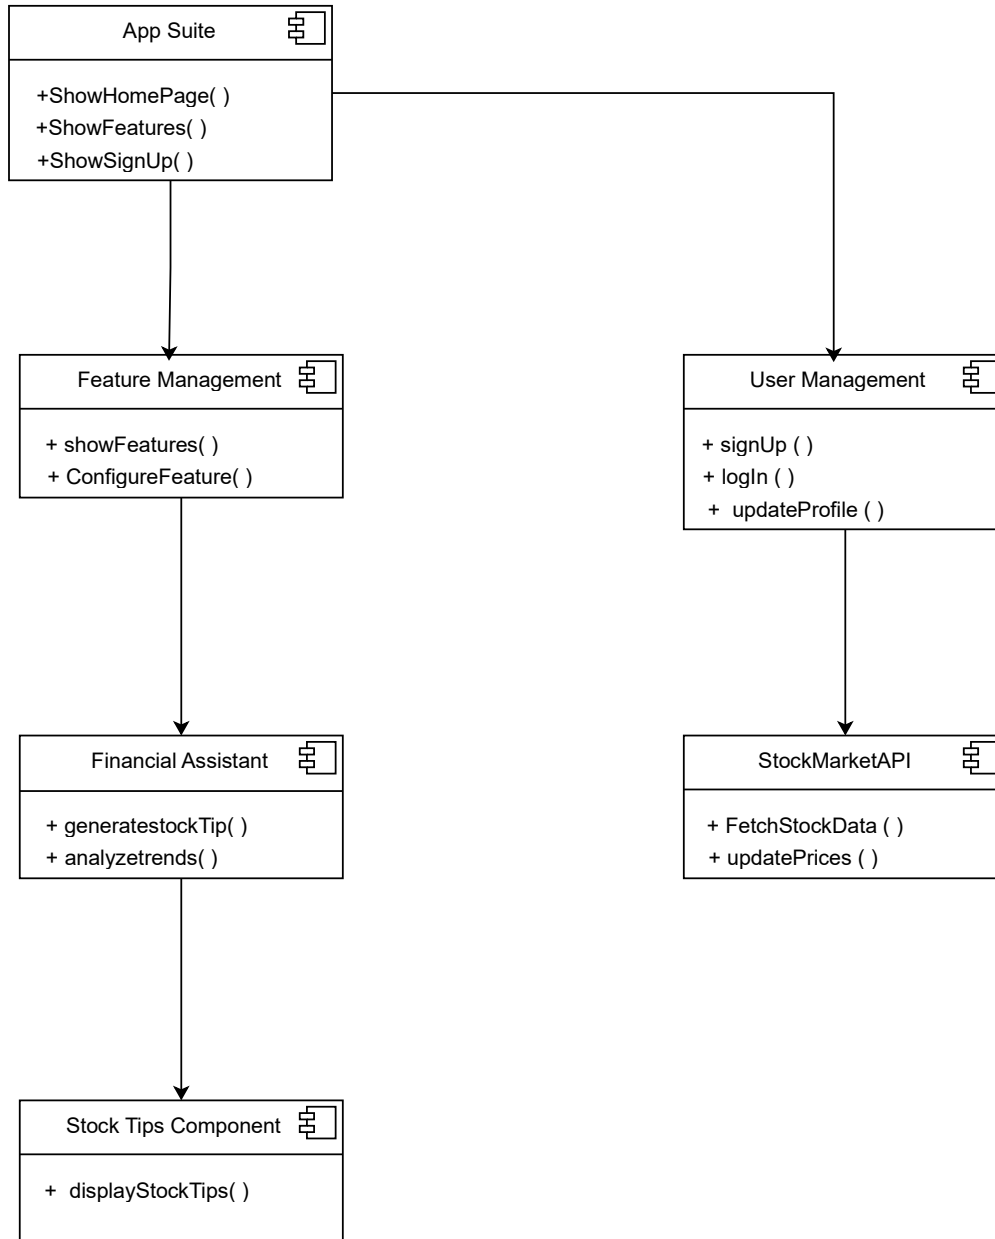 App Suite
+ShowHomePage( )
+ShowFeatures( )
+ShowSignUp( )
Feature Management
+ showFeatures( )
+ ConfigureFeature( )
User Management
+ signUp ( )
+ logIn ( )
+ updateProfile ( )
Financial Assistant
+ generatestockTip( )
+ analyzetrends( )
StockMarketAPI
+ FetchStockData ( )
+ updatePrices ( )
Stock Tips Component
+ displayStockTips( )